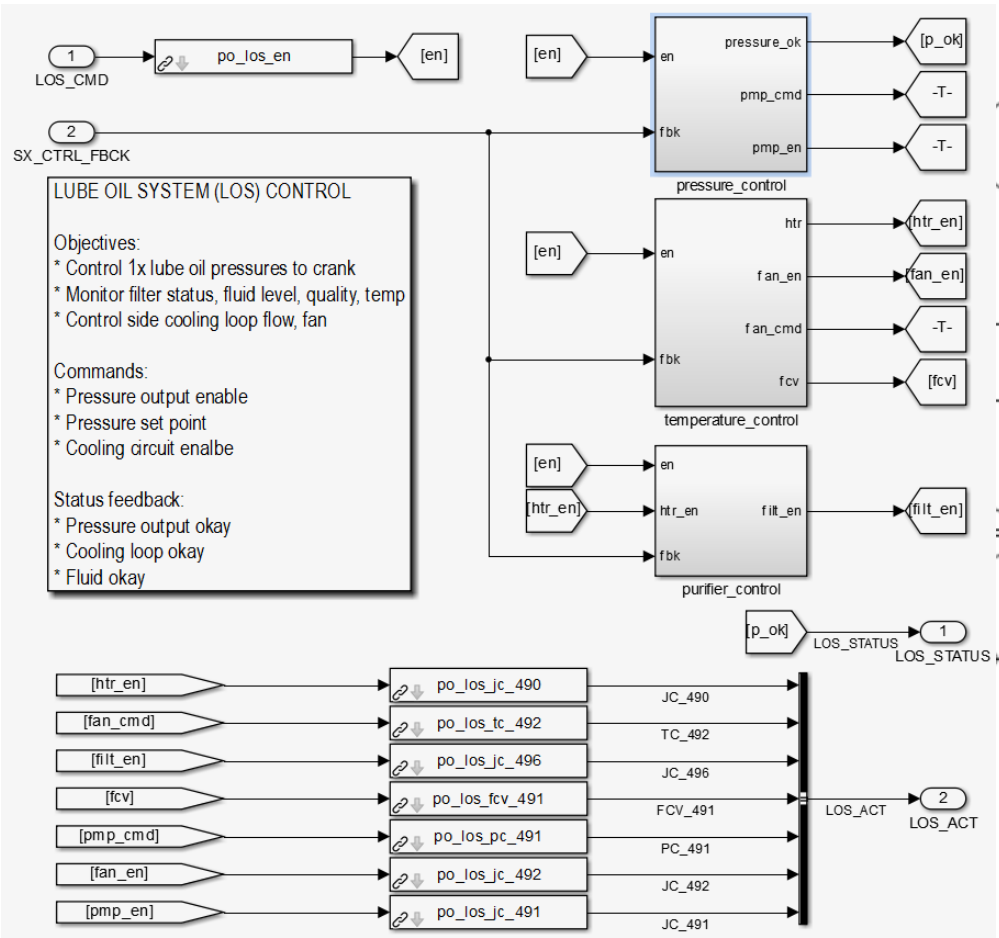 1
po_los_en
[en]
LOS_CMD
2
SX_CTRL_FBCK
[en]
en
fbk
pressure_ok
pmp_cmd
pmp_en
pressure_control
[p_ok]
-T-
-T-
LUBE OIL SYSTEM (LOS) CONTROL
Objectives:
* Control 1x lube oil pressures to crank
* Monitor filter status, fluid level, quality, temp
* Control side cooling loop flow, fan
Commands:
* Pressure output enable
* Pressure set point
* Cooling circuit enalbe
Status feedback:
* Pressure output okay
* Cooling loop okay
* Fluid okay
[en]
en
fbk
htr
fan_en
fan_cmd
fcv
temperature_control
[htr_en]
[fan_en]
-T-
[fcv]
[en]
[htr_en]
en
htr_en
fbk
filt_en
purifier_control
[filt_en]
[p_ok]
LOS_STATUS
1
LOS_STATUS
[htr_en]
po_los_jc_490
JC_490
[fan_cmd]
po_los_tc_492
TC_492
[filt_en]
po_los_jc_496
JC_496
[fcv]
po_los_fcv_491
FCV_491
[pmp_cmd]
po_los_pc_491
PC_491
[fan_en]
po_los_jc_492
JC_492
[pmp_en]
po_los_jc_491
JC_491
LOS_ACT
2
LOS_ACT